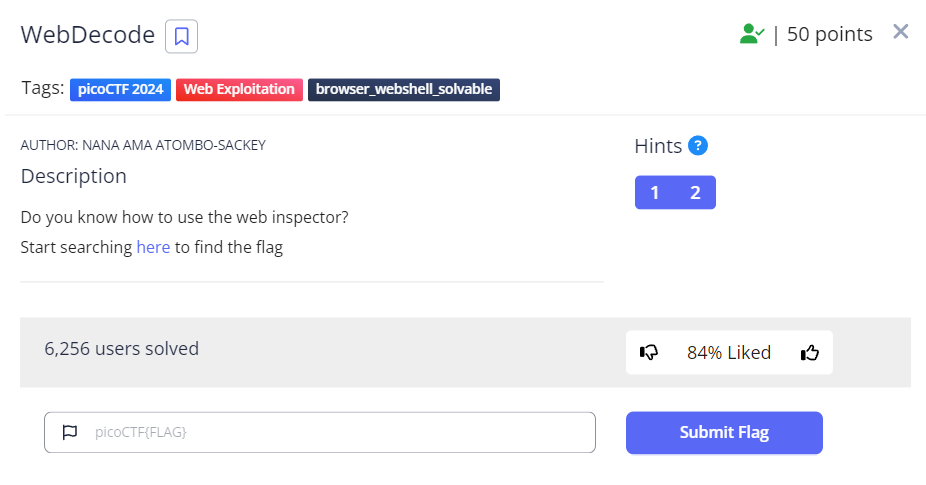 WebDecode
| 50 points
Tags: picoCTF 2024 Web Exploitation browser_webshell_solvable
AUTHOR: NANA AMA ATOMBO-SACKEY
Hints ?
Description
1 2
Do you know how to use the web inspector?
Start searching here to find the flag
6,256 users solved
84% Liked
picoCTF{FLAG}
Submit Flag